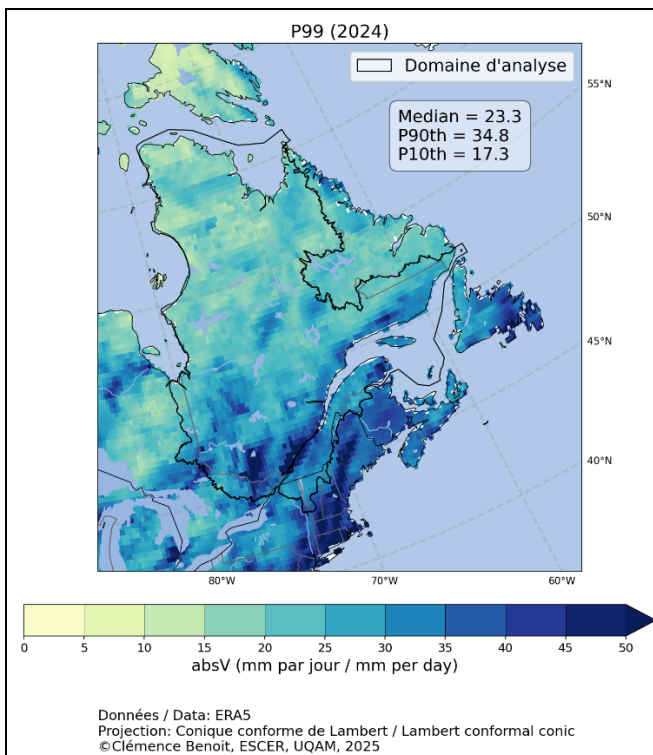 P99 (2024)
Domaine d'analyse
Median = 23.3
P90th = 34.8
P10th = 17.3
55°N
50°N
45°N
40°N
80°W
70°W
60°W
0
5
10
15
20
25
30
35
40
45
50
absV (mm par jour / mm per day)
Données / Data: ERA5
Projection: Conique conforme de Lambert / Lambert conformal conic
©Clémence Benoit, ESCER, UQAM, 2025